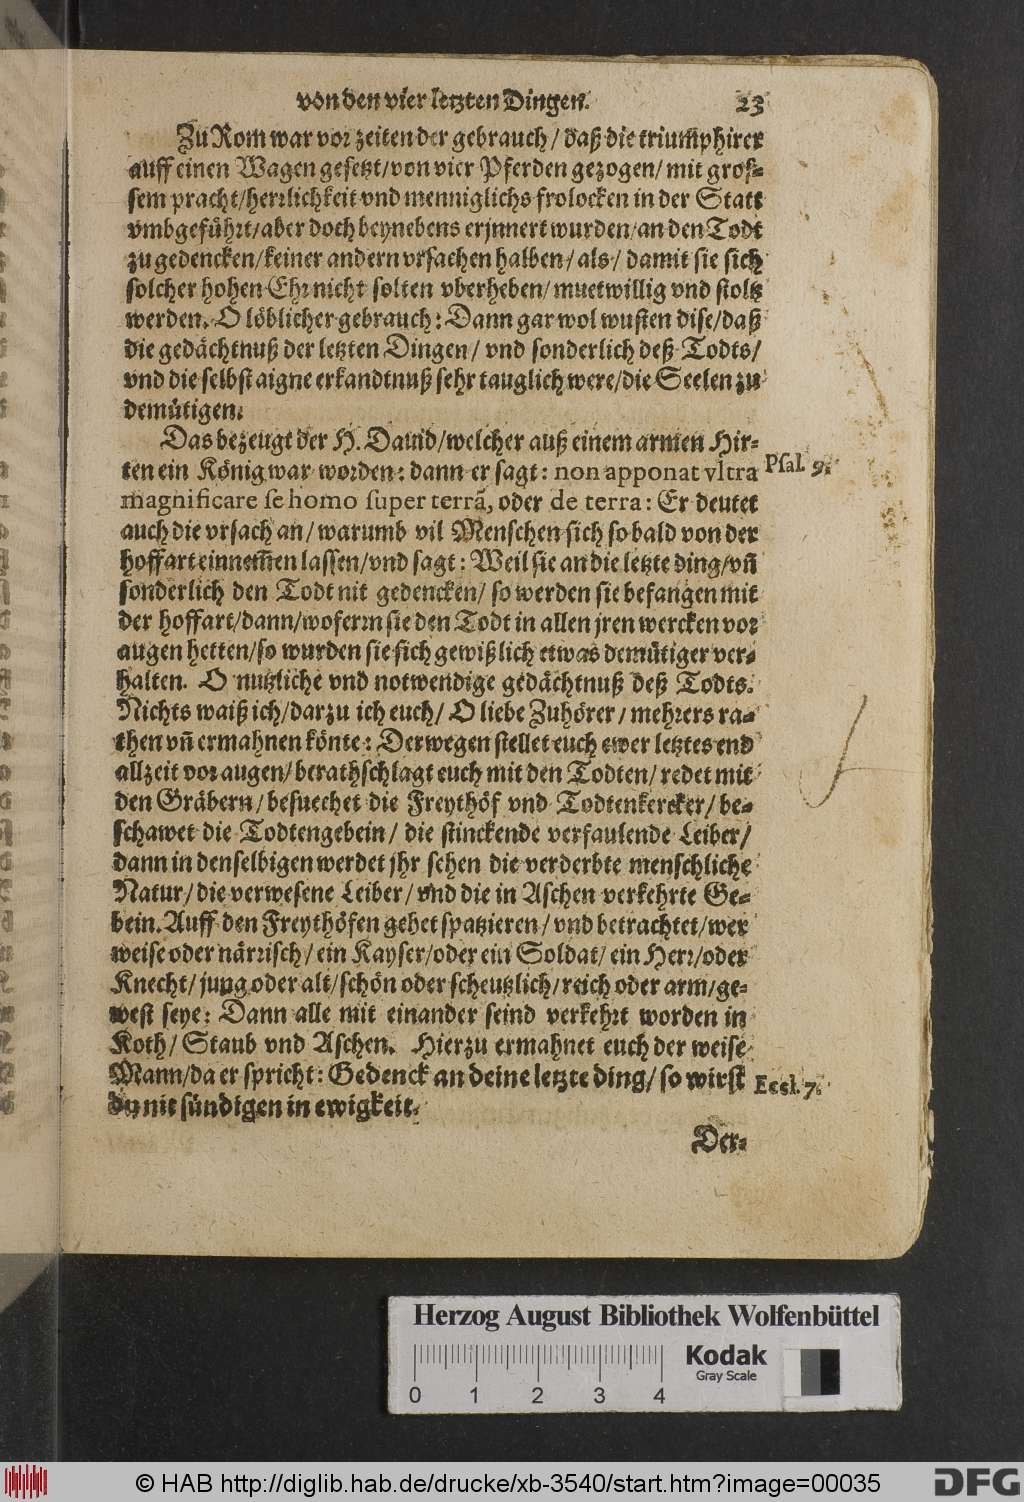 von den vier letzten Dingen. 23
Zu Rom war vor zeiten der gebrauch/ daß die triumphirer
auff einen Wagen gesetzt/ von vier Pferden gezogen/ mit gros-
sem pracht/ herrlichkeit vnd menniglichs frolocken in der Statt
vmbgeführt/ aber doch beynebens erjnnert wurden/ an den Todt
zu gedencken/ keiner andern vrsachen halben/ als/ damit sie sich
solcher hohen Ehr nicht solten vberheben/ muetwillig vnd stoltz
werden. O löblicher gebrauch: Dann gar wol wusten dise/ daß
die gedächtnuß der letzten Dingen/ vnd sonderlich deß Todts/
vnd die selbst aigne erkandtnuß sehr tauglich were/ die Seelen zu
demütigen.
Das bezeugt der H. Dauid/ welcher auß einem armen Hir-
ten ein König war worden: dann er sagt: non apponat vltra
Psal. 9.
magnificare se homo super terrã, oder de terra: Er deutet
auch die vrsach an/ warumb vil Menschen sich so bald von der
hoffart einnem̃en lassen/ vnd sagt: Weil sie an die letzte ding/ vñ
sonderlich den Todt nit gedencken/ so werden sie befangen mit
der hoffart/ dann/ wofern sie den Todt in allen jren wercken vor
augen hetten/ so wurden sie sich gewißlich etwas demütiger ver-
halten. O nutzliche vnd notwendige gedächtnuß deß Todts.
Nichts waiß ich/ darzu ich euch/ O liebe Zuhörer/ mehrers ra-
then vñ ermahnen könte: Derwegen stellet euch ewer letztes end
allzeit vor augen/ berathschlagt euch mit den Todten/ redet mit
den Gräbern/ besuechet die Freythöf vnd Todtenkercker/ be-
schawet die Todtengebein/ die stinckende verfaulende Leiber/
dann in denselbigen werdet jhr sehen die verderbte menschliche
Natur/ die verwesene Leiber/ vnd die in Aschen verkehrte Ge-
bein. Auff den Freythöfen gehet spatzieren/ vnd betrachtet/ wer
weise oder närrisch/ ein Kayser/ oder ein Soldat/ ein Herr/ oder
Knecht/ jung oder alt/ schön oder scheutzlich/ reich oder arm/ ge-
west seye: Dann alle mit einander seind verkehrt worden in
Koth/ Staub vnd Aschen. Hierzu ermahnet euch der weise
Mann/ da er spricht: Gedenck an deine letzte ding/ so wirst
Eccl. 7.
du nit sündigen in ewigkeit.
Der-
Herzog August Bibliothek Wolfenbüttel
Kodak
Gray Scale
0 1 2 3 4
© HAB http://diglib.hab.de/drucke/xb-3540/start.htm?image=00035
DFG